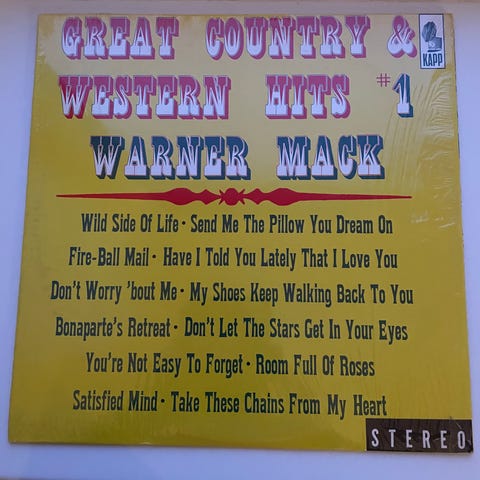 GREAT COUNTRY &
KAPP
WESTERN HITS #1
WARNER MACK
Wild Side Of Life • Send Me The Pillow You Dream On
Fire-Ball Mail • Have I Told You Lately That I Love You
Don't Worry 'bout Me • My Shoes Keep Walking Back To You
Bonaparte's Retreat • Don't Let The Stars Get In Your Eyes
You're Not Easy To Forget • Room Full Of Roses
Satisfied Mind • Take These Chains From My Heart
STEREO